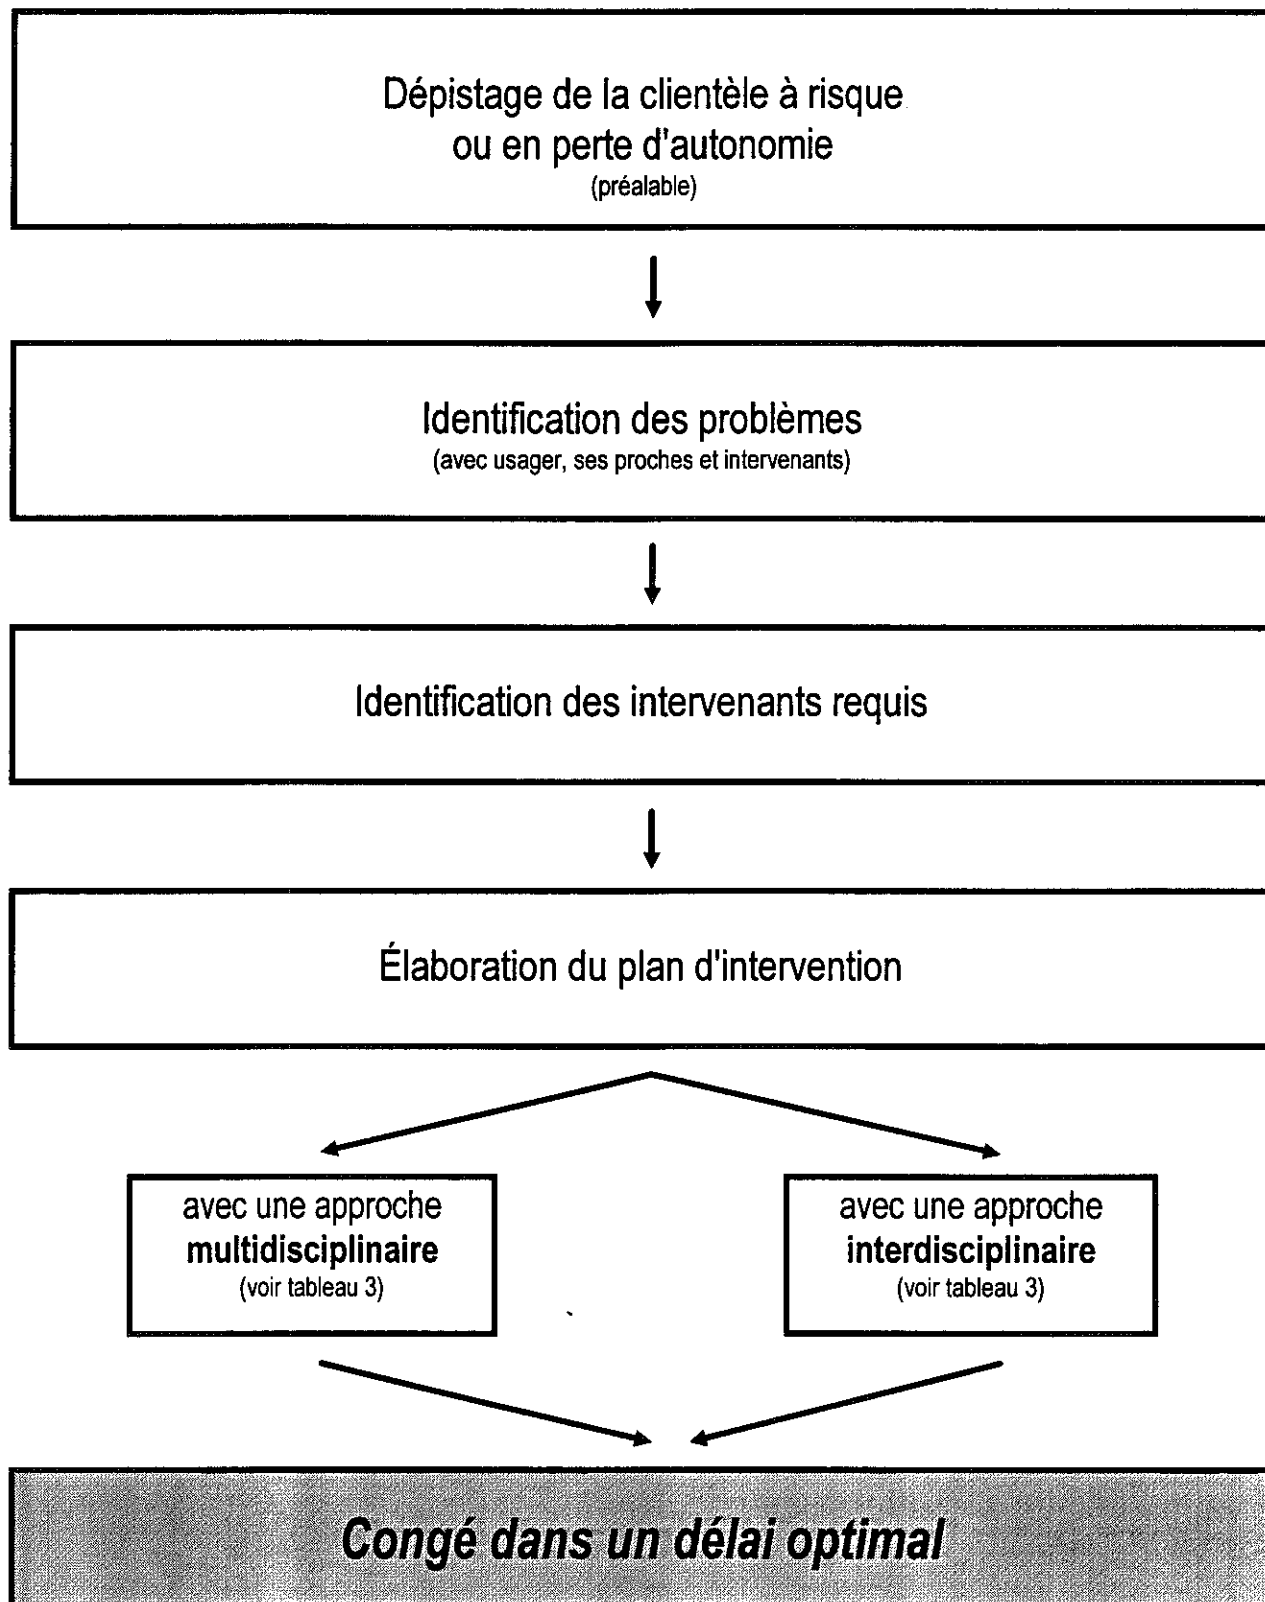 Dépistage de la clientèle à risque
ou en perte d'autonomie
(préalable)
Identification des problèmes
(avec usager, ses proches et intervenants)
Identification des intervenants requis
Élaboration du plan d'intervention
avec une approche
multidisciplinaire
(voir tableau 3)
avec une approche
interdisciplinaire
(voir tableau 3)
Congé dans un délai optimal